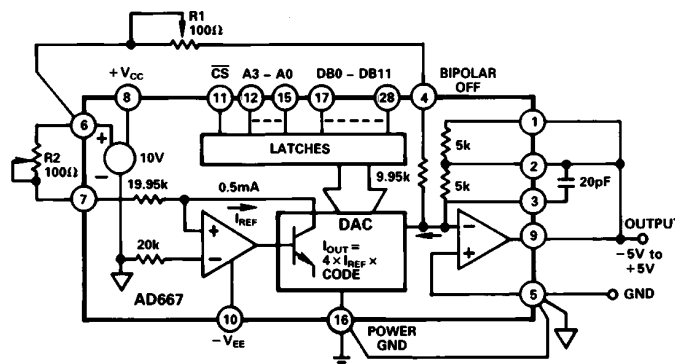 R1
100Ω
+VCC
CS A3 – A0 DB0 – DB11
BIPOLAR
OFF
8 11 12 15 17 28 4
6
+
10V
–
R2
100Ω
7
LATCHES
9.95k
5k
5k
1
2
3
20pF
19.95k
0.5mA
IREF
+
–
20k
DAC
IOUT =
4 × IREF ×
CODE
–
+
9
OUTPUT
–5V to
+5V
5
GND
AD667
10
–VEE
16
POWER
GND